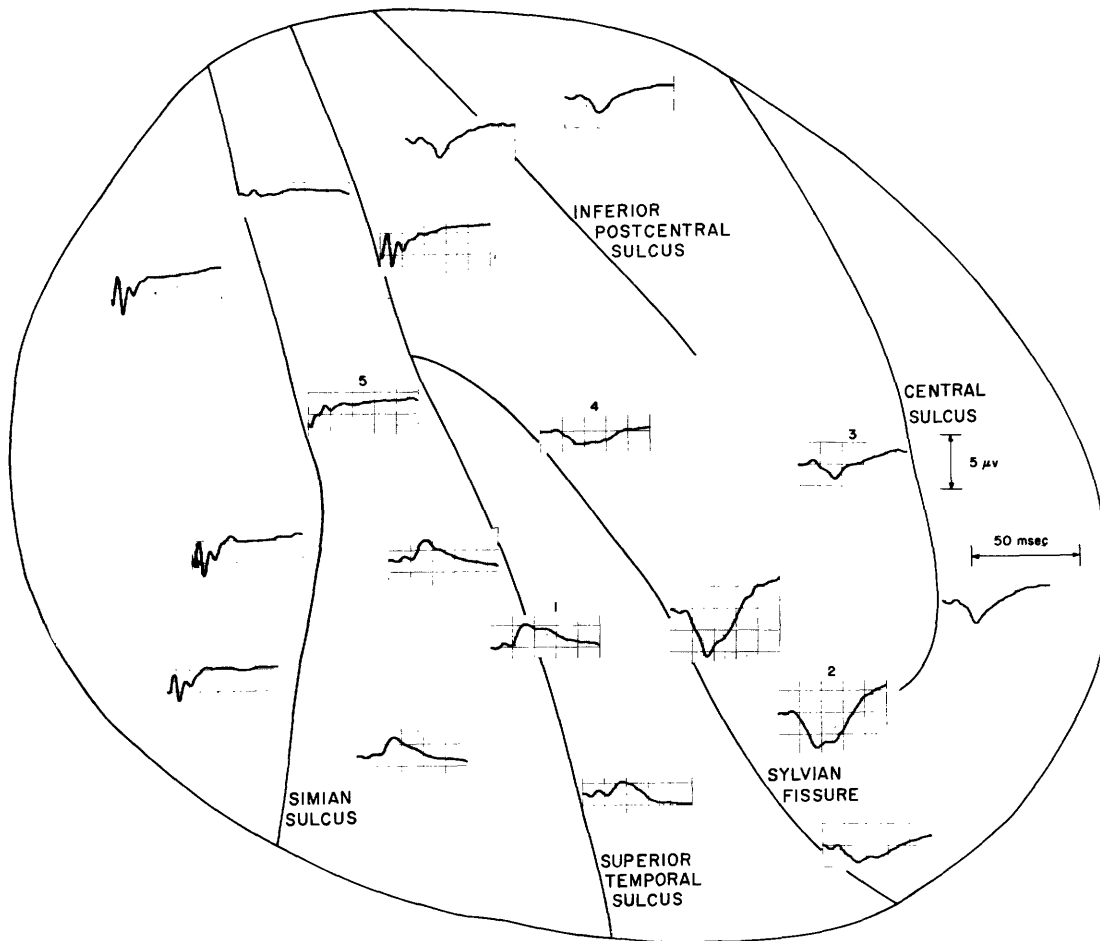 INFERIOR
POSTCENTRAL
SULCUS
5
4
CENTRAL
SULCUS
3
5 μv
50 msec
1
2
SIMIAN
SULCUS
SYLVIAN
FISSURE
SUPERIOR
TEMPORAL
SULCUS